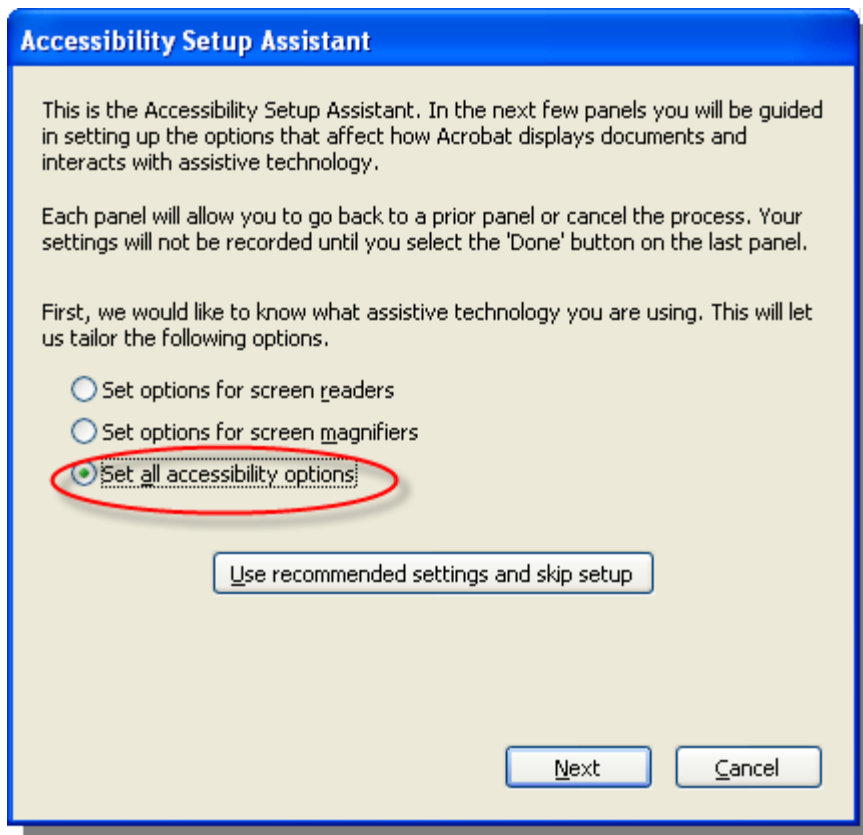 Accessibility Setup Assistant
This is the Accessibility Setup Assistant. In the next few panels you will be guided
in setting up the options that affect how Acrobat displays documents and
interacts with assistive technology.
Each panel will allow you to go back to a prior panel or cancel the process. Your
settings will not be recorded until you select the 'Done' button on the last panel.
First, we would like to know what assistive technology you are using. This will let
us tailor the following options.
Set options for screen readers
Set options for screen magnifiers
Set all accessibility options
Use recommended settings and skip setup
Next
Cancel